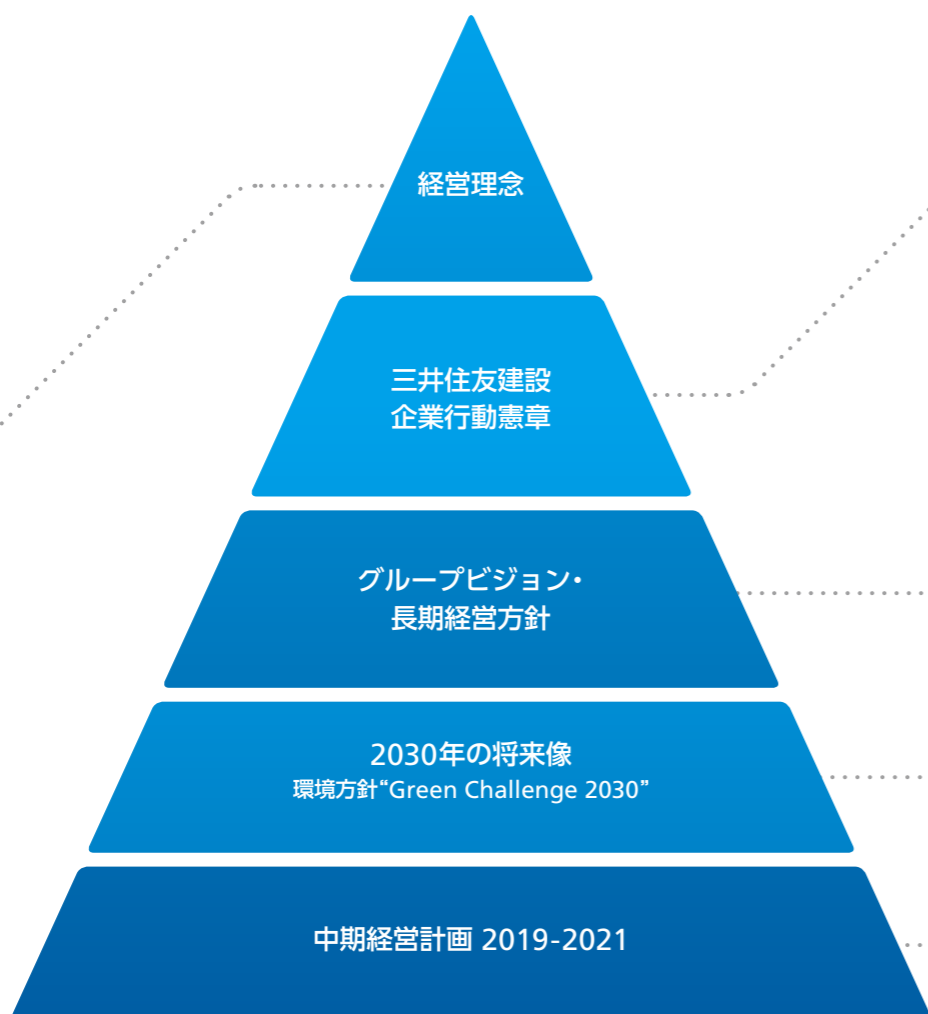 経営理念
三井住友建設
企業行動憲章
グループビジョン・
長期経営方針
2030年の将来像
環境方針“Green Challenge 2030”
中期経営計画 2019-2021